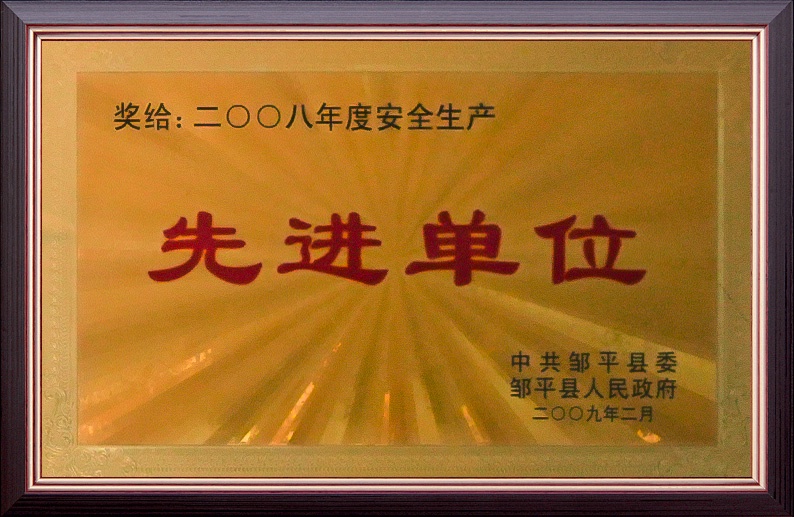 奖给：二〇〇八年度安全生产
先进单位
中共邹平县委
邹平县人民政府
二〇〇九年二月